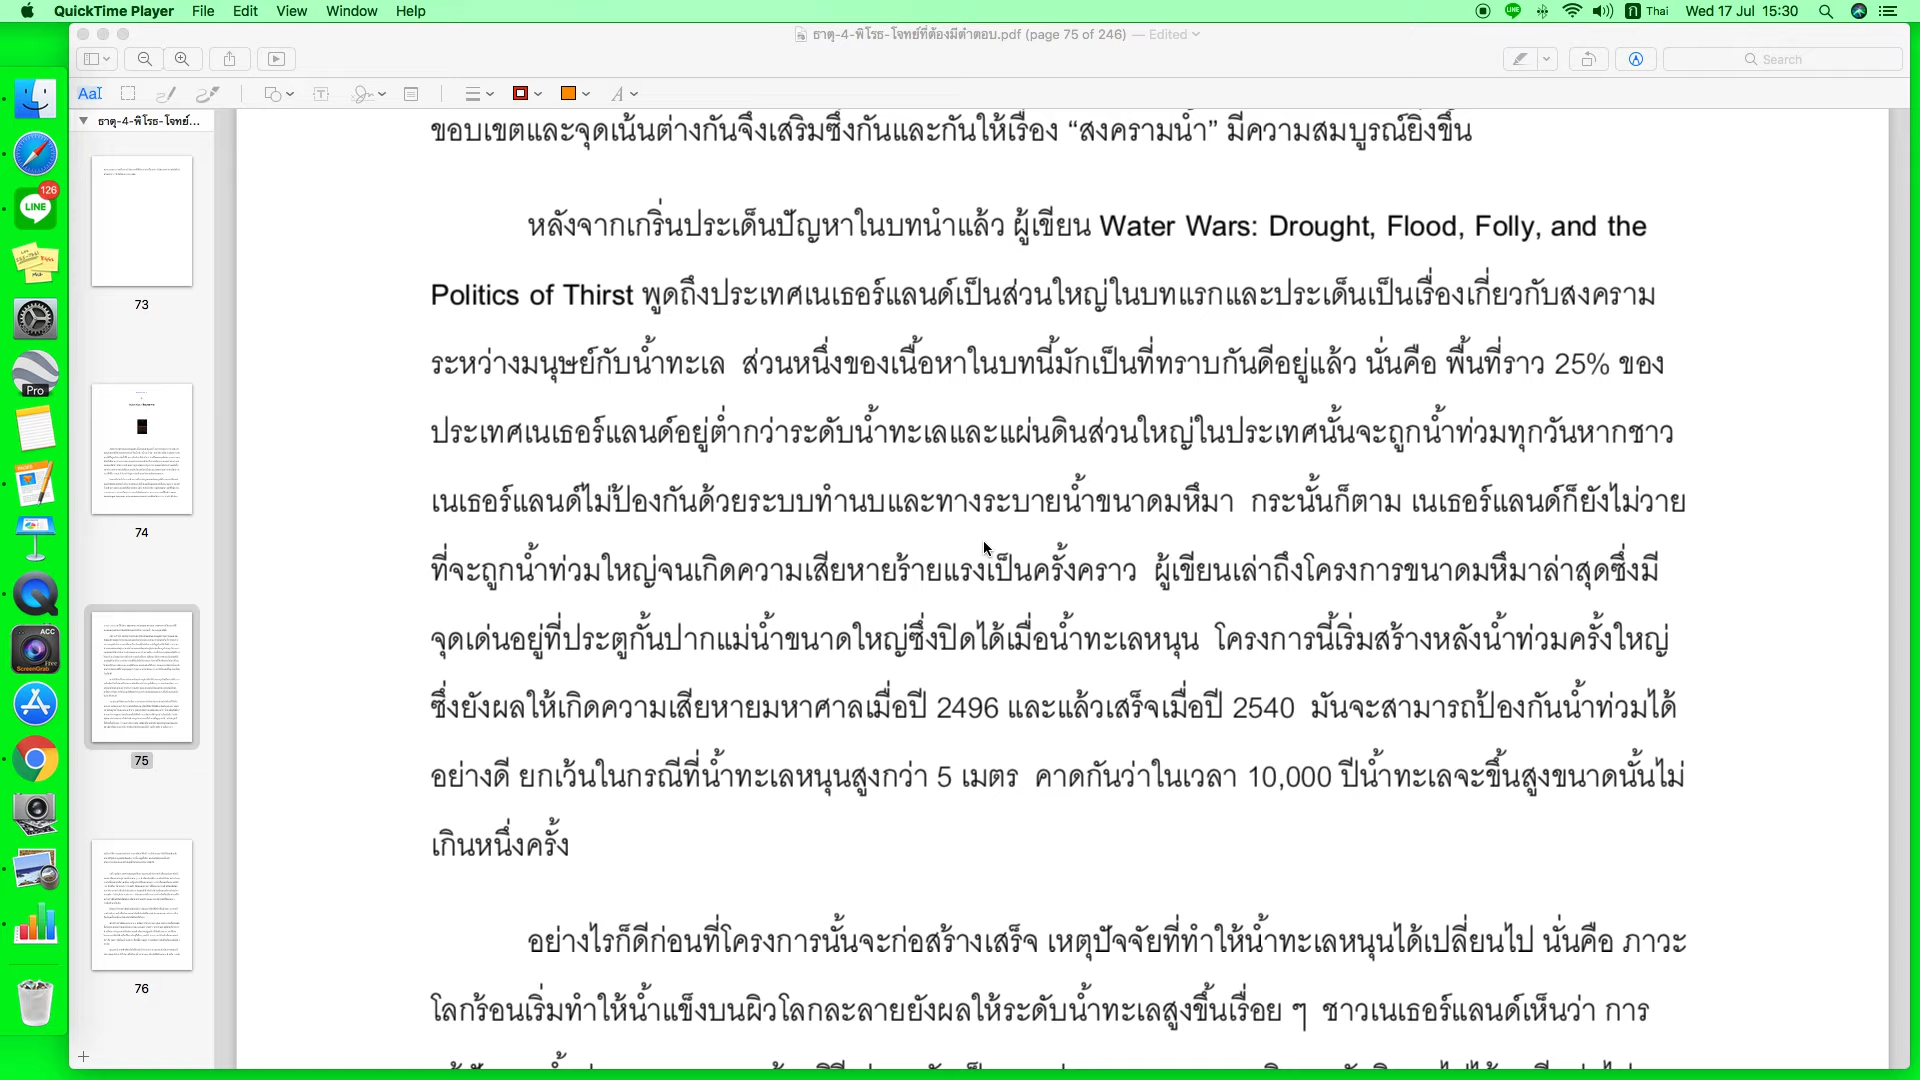 QuickTime Player File Edit View Window Help
Thai Wed 17 Jul 15:30
ธาตุ-4-พิโรธ-โจทย์ที่ต้องมีคำตอบ.pdf (page 75 of 246) — Edited
Search
ธาตุ-4-พิโรธ-โจทย์...
73
74
75
76
126
LINE
Pro
PAGES
ACC
ScreenGrab
Free
ขอบเขตและจุดเน้นต่างกันจึงเสริมซึ่งกันและกันให้เรื่อง “สงครามน้ำ” มีความสมบูรณ์ยิ่งขึ้น
หลังจากเกริ่นประเด็นปัญหาในบทนำแล้ว ผู้เขียน Water Wars: Drought, Flood, Folly, and the
Politics of Thirst พูดถึงประเทศเนเธอร์แลนด์เป็นส่วนใหญ่ในบทแรกและประเด็นเป็นเรื่องเกี่ยวกับสงคราม
ระหว่างมนุษย์กับน้ำทะเล ส่วนหนึ่งของเนื้อหาในบทนี้มักเป็นที่ทราบกันดีอยู่แล้ว นั่นคือ พื้นที่ราว 25% ของ
ประเทศเนเธอร์แลนด์อยู่ต่ำกว่าระดับน้ำทะเลและแผ่นดินส่วนใหญ่ในประเทศนั้นจะถูกน้ำท่วมทุกวันหากชาว
เนเธอร์แลนด์ไม่ป้องกันด้วยระบบทำนบและทางระบายน้ำขนาดมหึมา กระนั้นก็ตาม เนเธอร์แลนด์ก็ยังไม่วาย
ที่จะถูกน้ำท่วมใหญ่จนเกิดความเสียหายร้ายแรงเป็นครั้งคราว ผู้เขียนเล่าถึงโครงการขนาดมหึมาล่าสุดซึ่งมี
จุดเด่นอยู่ที่ประตูกั้นปากแม่น้ำขนาดใหญ่ซึ่งปิดได้เมื่อน้ำทะเลหนุน โครงการนี้เริ่มสร้างหลังน้ำท่วมครั้งใหญ่
ซึ่งยังผลให้เกิดความเสียหายมหาศาลเมื่อปี 2496 และแล้วเสร็จเมื่อปี 2540 มันจะสามารถป้องกันน้ำท่วมได้
อย่างดี ยกเว้นในกรณีที่น้ำทะเลหนุนสูงกว่า 5 เมตร คาดกันว่าในเวลา 10,000 ปีน้ำทะเลจะขึ้นสูงขนาดนั้นไม่
เกินหนึ่งครั้ง
อย่างไรก็ดีก่อนที่โครงการนั้นจะก่อสร้างเสร็จ เหตุปัจจัยที่ทำให้น้ำทะเลหนุนได้เปลี่ยนไป นั่นคือ ภาวะ
โลกร้อนเริ่มทำให้น้ำแข็งบนผิวโลกละลายยังผลให้ระดับน้ำทะเลสูงขึ้นเรื่อย ๆ ชาวเนเธอร์แลนด์เห็นว่า การ